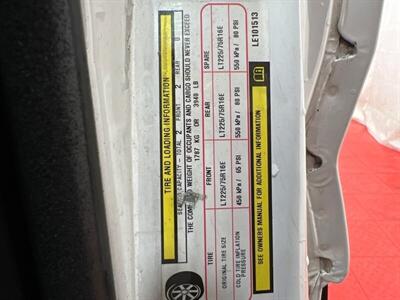 TIRE AND LOADING INFORMATION
SEATING CAPACITY - TOTAL 2 FRONT 2 REAR 0
THE COMBINED WEIGHT OF OCCUPANTS AND CARGO SHOULD NEVER EXCEED
1787 KG OR 3940 LB
TIRE FRONT REAR SPARE
ORIGINAL TIRE SIZE LT225/75R16E LT225/75R16E LT225/75R16E
COLD TIRE INFLATION PRESSURE 450 kPa / 65 PSI 550 kPa / 80 PSI 550 kPa / 80 PSI
SEE OWNERS MANUAL FOR ADDITIONAL INFORMATION
LE101513